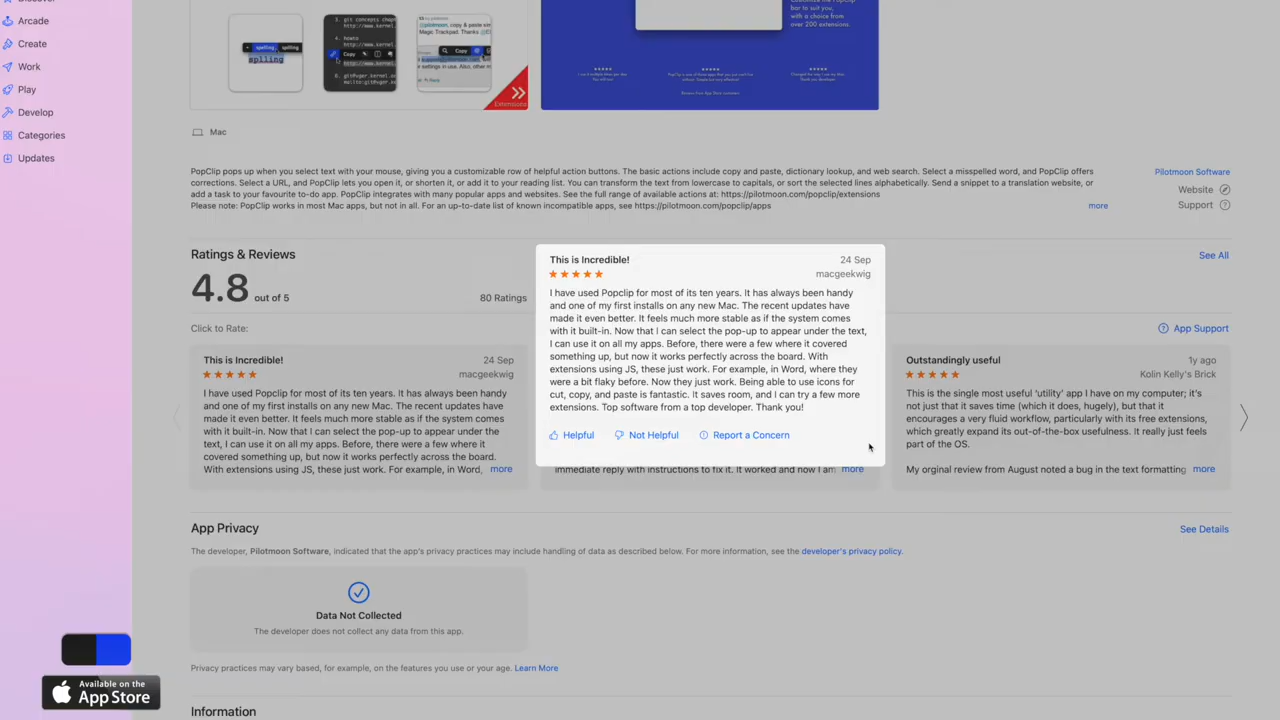 Arcade
Create
Work
Play
Develop
Categories
Updates
spelling spilling
spilling
Copy
Copy
Extensions
to suit you,
with a choice from
over 200 extensions.
Mac
PopClip pops up when you select text with your mouse, giving you a customizable row of helpful action buttons. The basic actions include copy and paste, dictionary lookup, and web search. Select a misspelled word, and PopClip offers
corrections. Select a URL, and PopClip lets you open it, or shorten it, or add it to your reading list. You can transform the text from lowercase to capitals, or sort the selected lines alphabetically. Send a snippet to a translation website, or
add a task to your favourite to-do app. PopClip integrates with many popular apps and websites. See the full range of available actions at: https://pilotmoon.com/popclip/extensions
Please note: PopClip works in most Mac apps, but not in all. For an up-to-date list of known incompatible apps, see https://pilotmoon.com/popclip/apps
more
Pilotmoon Software
Website
Support
Ratings & Reviews
See All
4.8 out of 5
80 Ratings
Click to Rate:
App Support
This is Incredible!
24 Sep
macgeekwig
I have used Popclip for most of its ten years. It has always been handy
and one of my first installs on any new Mac. The recent updates have
made it even better. It feels much more stable as if the system comes
with it built-in. Now that I can select the pop-up to appear under the
text, I can use it on all my apps. Before, there were a few where it
covered something up, but now it works perfectly across the board.
With extensions using JS, these just work. For example, in Word,
more
This is Incredible!
24 Sep
macgeekwig
I have used Popclip for most of its ten years. It has always been handy
and one of my first installs on any new Mac. The recent updates have
made it even better. It feels much more stable as if the system comes
with it built-in. Now that I can select the pop-up to appear under the text,
I can use it on all my apps. Before, there were a few where it covered
something up, but now it works perfectly across the board. With
extensions using JS, these just work. For example, in Word, where they
were a bit flaky before. Now they just work. Being able to use icons for
cut, copy, and paste is fantastic. It saves room, and I can try a few more
extensions. Top software from a top developer. Thank you!
Helpful
Not Helpful
Report a Concern
immediate reply with instructions to fix it. It worked and now I am
more
Outstandingly useful
1y ago
Kolin Kelly's Brick
This is the single most useful 'utility' app I have on my computer; it's
not just that it saves time (which it does, hugely), but that it
encourages a very fluid workflow, particularly with its free extensions,
which greatly expand its out-of-the-box usefulness. It really just feels
part of the OS.
My orginal review from August noted a bug in the text formatting
more
App Privacy
See Details
The developer, Pilotmoon Software, indicated that the app's privacy practices may include handling of data as described below. For more information, see the developer's privacy policy.
Data Not Collected
The developer does not collect any data from this app.
Privacy practices may vary based, for example, on the features you use or your age. Learn More
Available on the
App Store
Information